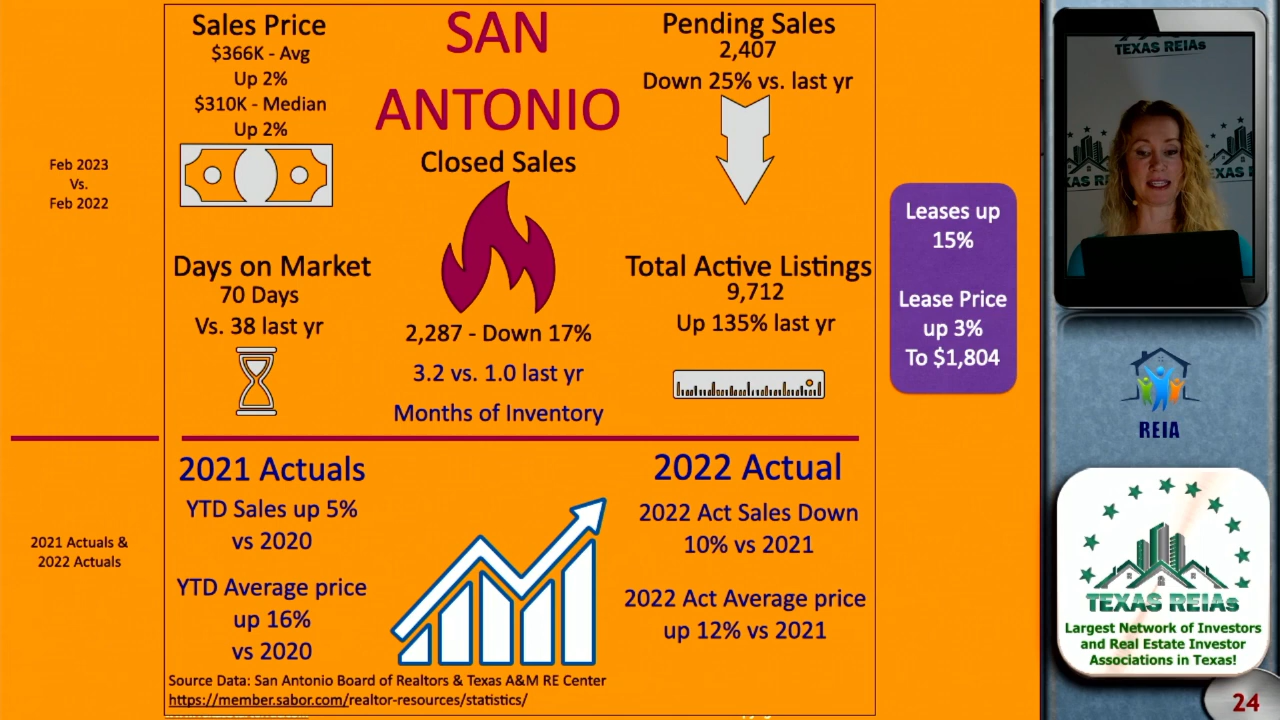 Feb 2023
Vs.
Feb 2022
Sales Price
$366K - Avg
Up 2%
$310K - Median
Up 2%
SAN
ANTONIO
Closed Sales
Pending Sales
2,407
Down 25% vs. last yr
Days on Market
70 Days
Vs. 38 last yr
2,287 - Down 17%
3.2 vs. 1.0 last yr
Months of Inventory
Total Active Listings
9,712
Up 135% last yr
Leases up
15%
Lease Price
up 3%
To $1,804
2021 Actuals &
2022 Actuals
2021 Actuals
YTD Sales up 5%
vs 2020
YTD Average price
up 16%
vs 2020
2022 Actual
2022 Act Sales Down
10% vs 2021
2022 Act Average price
up 12% vs 2021
Source Data: San Antonio Board of Realtors & Texas A&M RE Center
https://member.sabor.com/realtor-resources/statistics/
TEXAS REIAs
REIA
TEXAS REIAs
Largest Network of Investors
and Real Estate Investor
Associations in Texas!
24